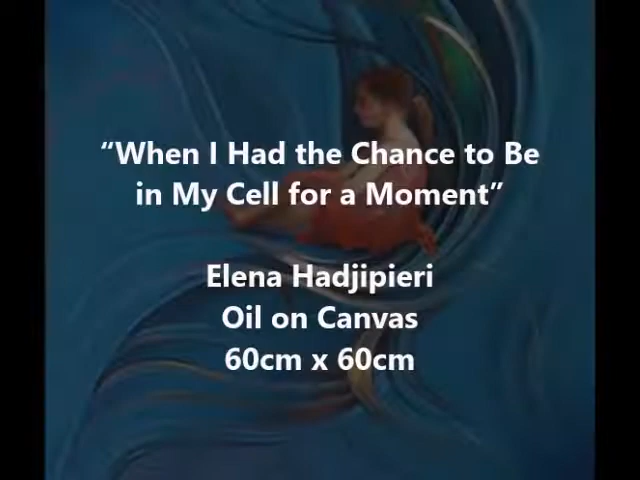 “When I Had the Chance to Be
in My Cell for a Moment”
Elena Hadjipieri
Oil on Canvas
60cm x 60cm